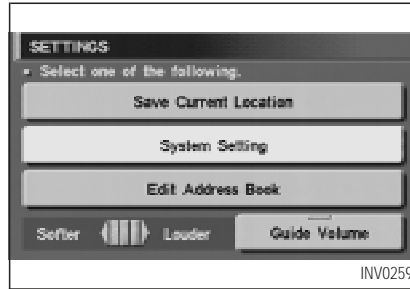 SETTINGS
Select one of the following.
Save Current Location
System Setting
Edit Address Book
Softer Louder Guide Volume
INV0259